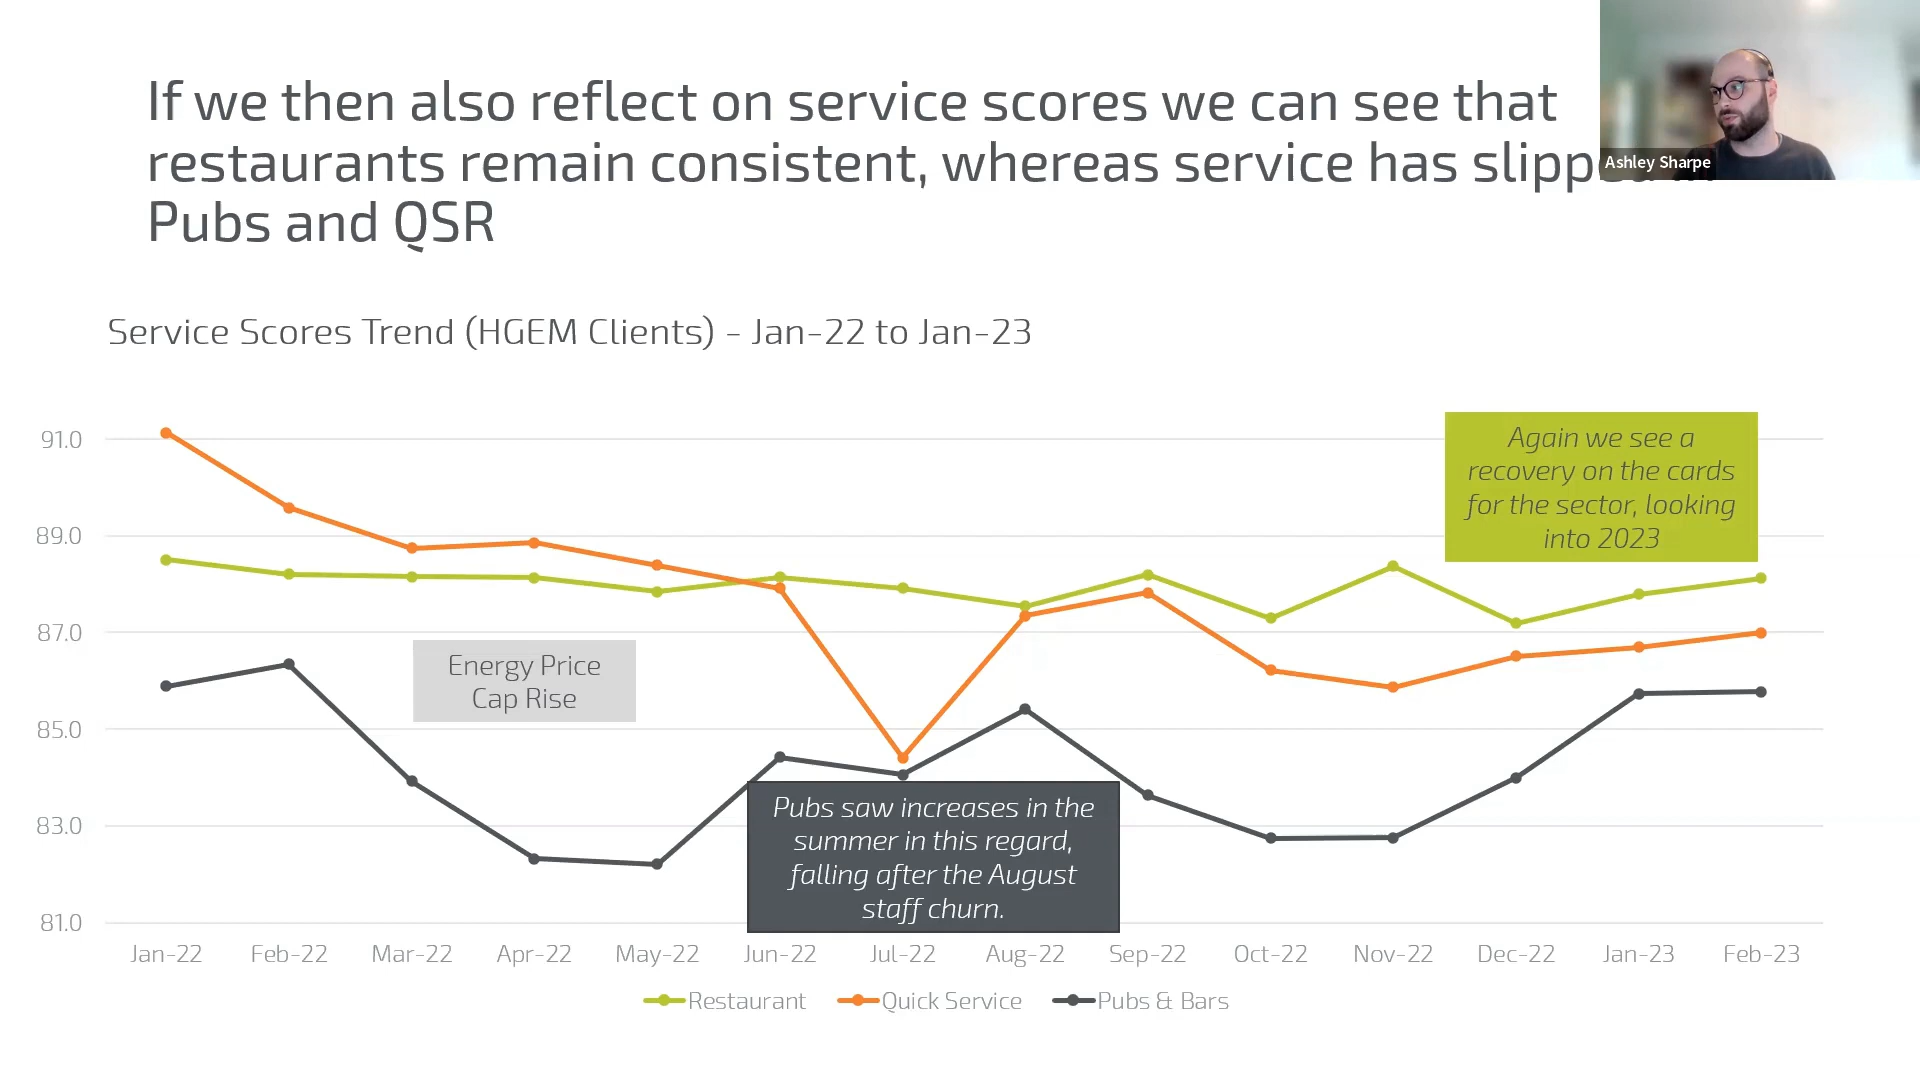 If we then also reflect on service scores we can see that
restaurants remain consistent, whereas service has
Pubs and QSR
Ashley Sharpe
Service Scores Trend (HGEM Clients) - Jan-22 to Jan-23
91.0
89.0
87.0
85.0
83.0
81.0
Again we see a
recovery on the cards
for the sector, looking
into 2023
Energy Price
Cap Rise
Pubs saw increases in the
summer in this regard,
falling after the August
staff churn.
Jan-22 Feb-22 Mar-22 Apr-22 May-22 Jun-22 Jul-22 Aug-22 Sep-22 Oct-22 Nov-22 Dec-22 Jan-23 Feb-23
Restaurant Quick Service Pubs & Bars